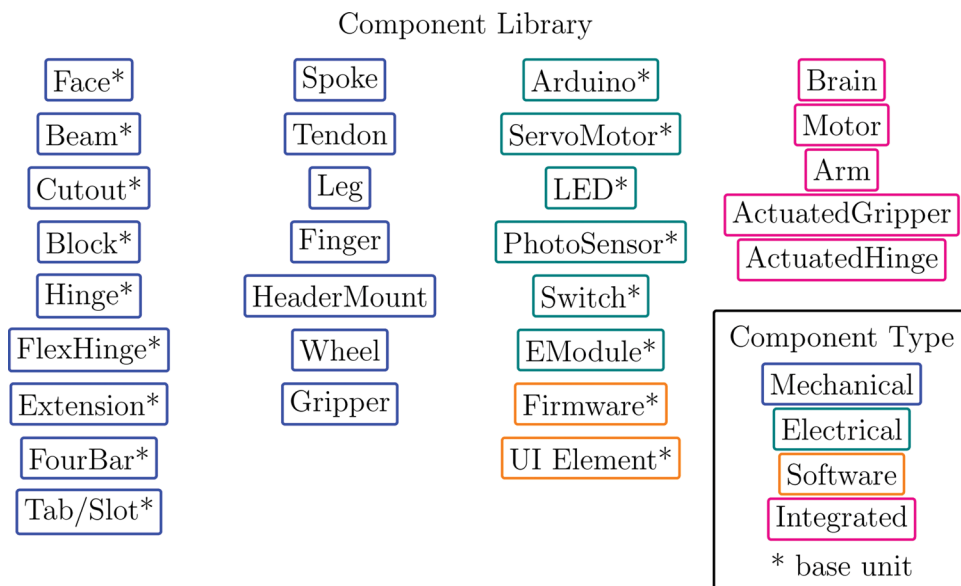 Component Library
Face*
Beam*
Cutout*
Block*
Hinge*
FlexHinge*
Extension*
FourBar*
Tab/Slot*
Spoke
Tendon
Leg
Finger
HeaderMount
Wheel
Gripper
Arduino*
ServoMotor*
LED*
PhotoSensor*
Switch*
EModule*
Firmware*
UI Element*
Brain
Motor
Arm
ActuatedGripper
ActuatedHinge
Component Type
Mechanical
Electrical
Software
Integrated
* base unit